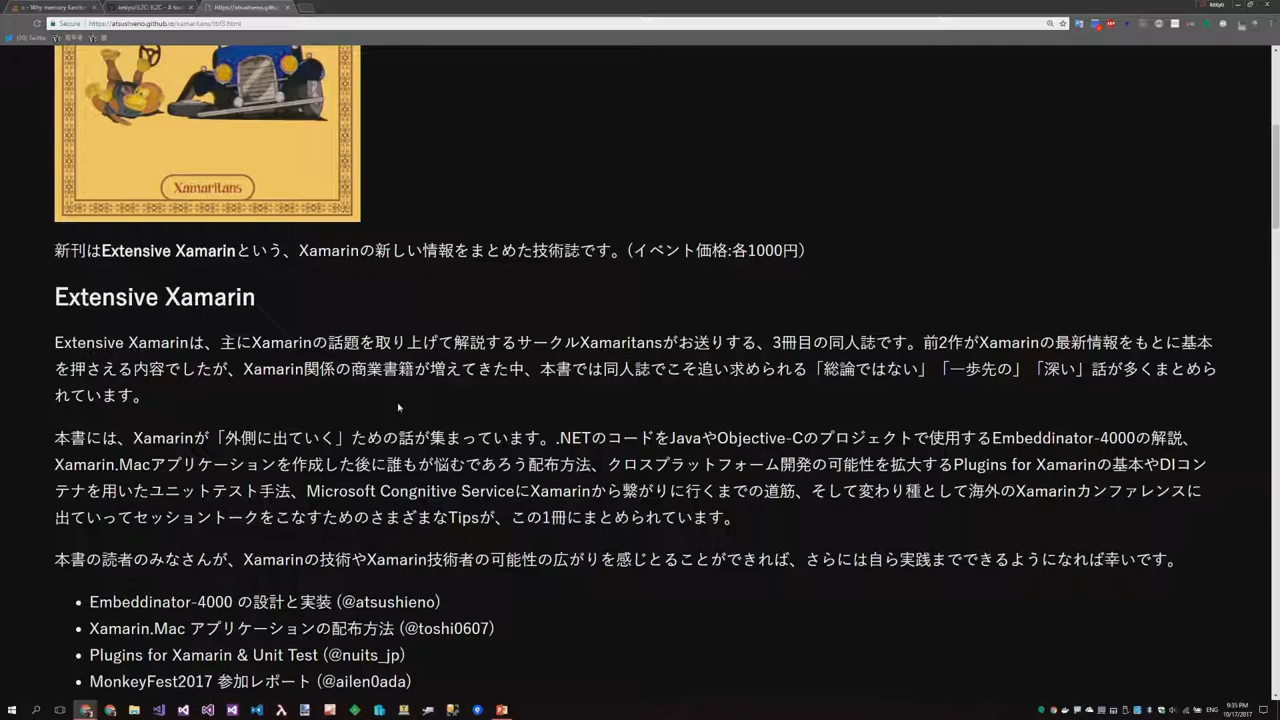 - Why memory functi
kekyo/IL2C: IL2C - A tra
https://atsushieno.github
kekyo
Secure
https://atsushieno.github.io/xamaritans/tbf3.html
(30) Twitter
Xamaritans
新刊はExtensive Xamarinという、Xamarinの新しい情報をまとめた技術誌です。(イベント価格:各1000円)
Extensive Xamarin
Extensive Xamarinは、主にXamarinの話題を取り上げて解説するサークルXamaritansがお送りする、3冊目の同人誌です。前2作がXamarinの最新情報をもとに基本
を押さえる内容でしたが、Xamarin関係の商業書籍が増えてきた中、本書では同人誌でこそ追い求められる「総論ではない」「一歩先の」「深い」話が多くまとめら
れています。
本書には、Xamarinが「外側に出ていく」ための話が集まっています。.NETのコードをJavaやObjective-Cのプロジェクトで使用するEmbeddinator-4000の解説、
Xamarin.Macアプリケーションを作成した後に誰もが悩むであろう配布方法、クロスプラットフォーム開発の可能性を拡大するPlugins for Xamarinの基本やDIコン
テナを用いたユニットテスト手法、Microsoft Congnitive ServiceにXamarinから繋がりに行くまでの道筋、そして変わり種として海外のXamarinカンファレンスに
出ていってセッショントークをこなすためのさまざまなTipsが、この1冊にまとめられています。
本書の読者のみなさんが、Xamarinの技術やXamarin技術者の可能性の広がりを感じとることができれば、さらには自ら実践までできるようになれば幸いです。
• Embeddinator-4000 の設計と実装 (@atsushieno)
• Xamarin.Mac アプリケーションの配布方法 (@toshi0607)
• Plugins for Xamarin & Unit Test (@nuits_jp)
• MonkeyFest2017 参加レポート (@ailen0ada)
ENG
9:35 PM
10/17/2017